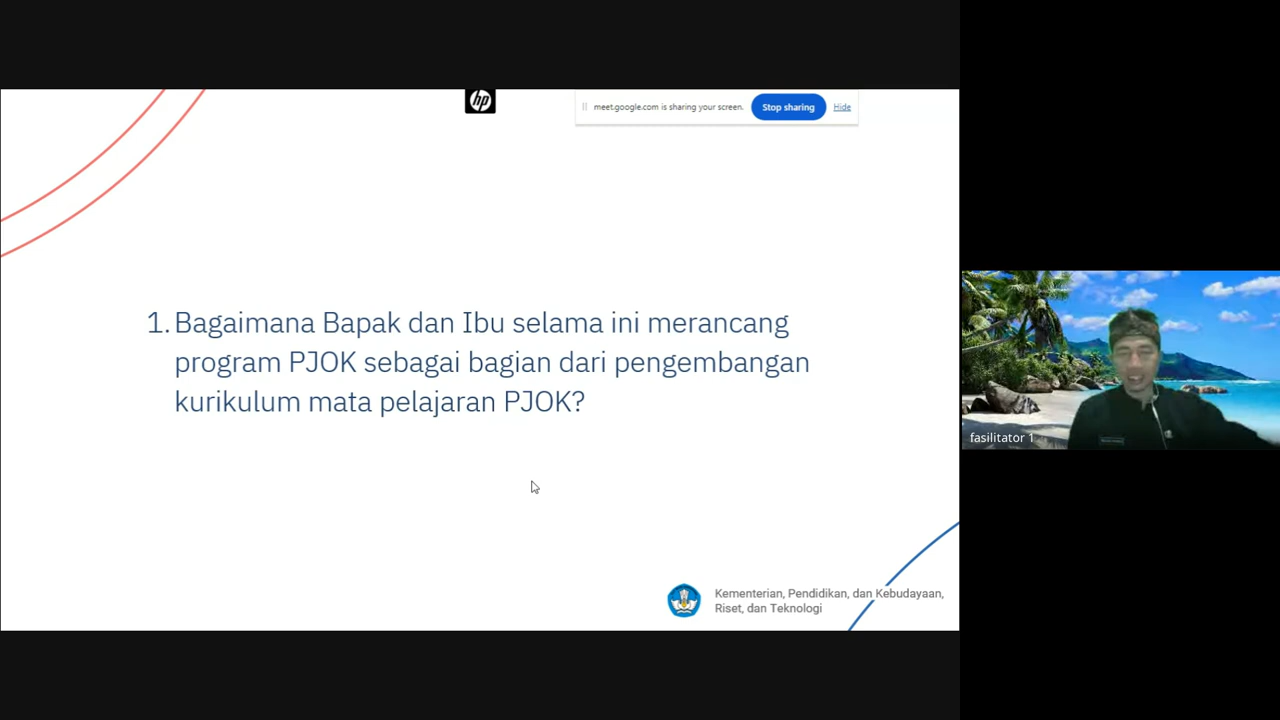 hp
meet.google.com is sharing your screen. Stop sharing Hide
1. Bagaimana Bapak dan Ibu selama ini merancang
program PJOK sebagai bagian dari pengembangan
kurikulum mata pelajaran PJOK?
fasilitator 1
Kementerian, Pendidikan, dan Kebudayaan,
Riset, dan Teknologi